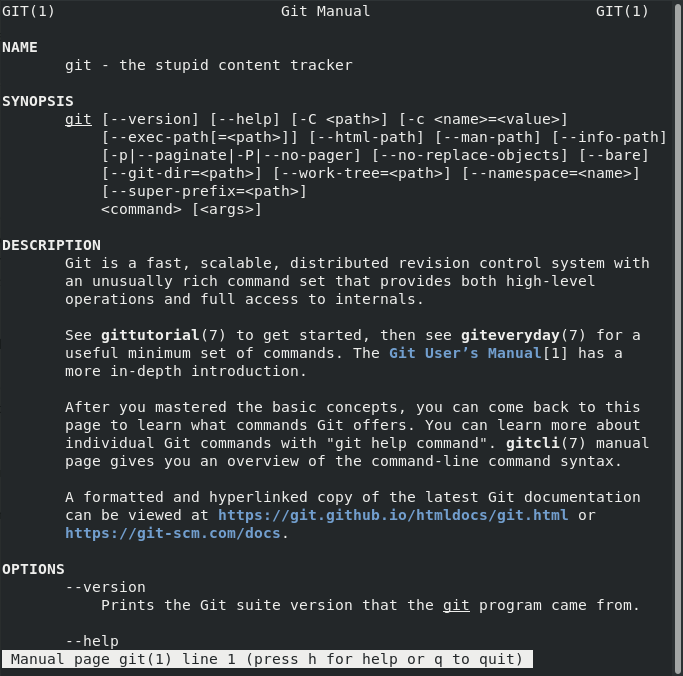 GIT(1) Git Manual GIT(1)
NAME
git - the stupid content tracker
SYNOPSIS
git [--version] [--help] [-C <path>] [-c <name>=<value>]
[--exec-path[=<path>]] [--html-path] [--man-path] [--info-path]
[-p|--paginate|-P|--no-pager] [--no-replace-objects] [--bare]
[--git-dir=<path>] [--work-tree=<path>] [--namespace=<name>]
[--super-prefix=<path>]
<command> [<args>]
DESCRIPTION
Git is a fast, scalable, distributed revision control system with
an unusually rich command set that provides both high-level
operations and full access to internals.
See gittutorial(7) to get started, then see giteveryday(7) for a
useful minimum set of commands. The Git User’s Manual[1] has a
more in-depth introduction.
After you mastered the basic concepts, you can come back to this
page to learn what commands Git offers. You can learn more about
individual Git commands with "git help command". gitcli(7) manual
page gives you an overview of the command-line command syntax.
A formatted and hyperlinked copy of the latest Git documentation
can be viewed at https://git.github.io/htmldocs/git.html or
https://git-scm.com/docs.
OPTIONS
--version
Prints the Git suite version that the git program came from.
--help
Manual page git(1) line 1 (press h for help or q to quit)